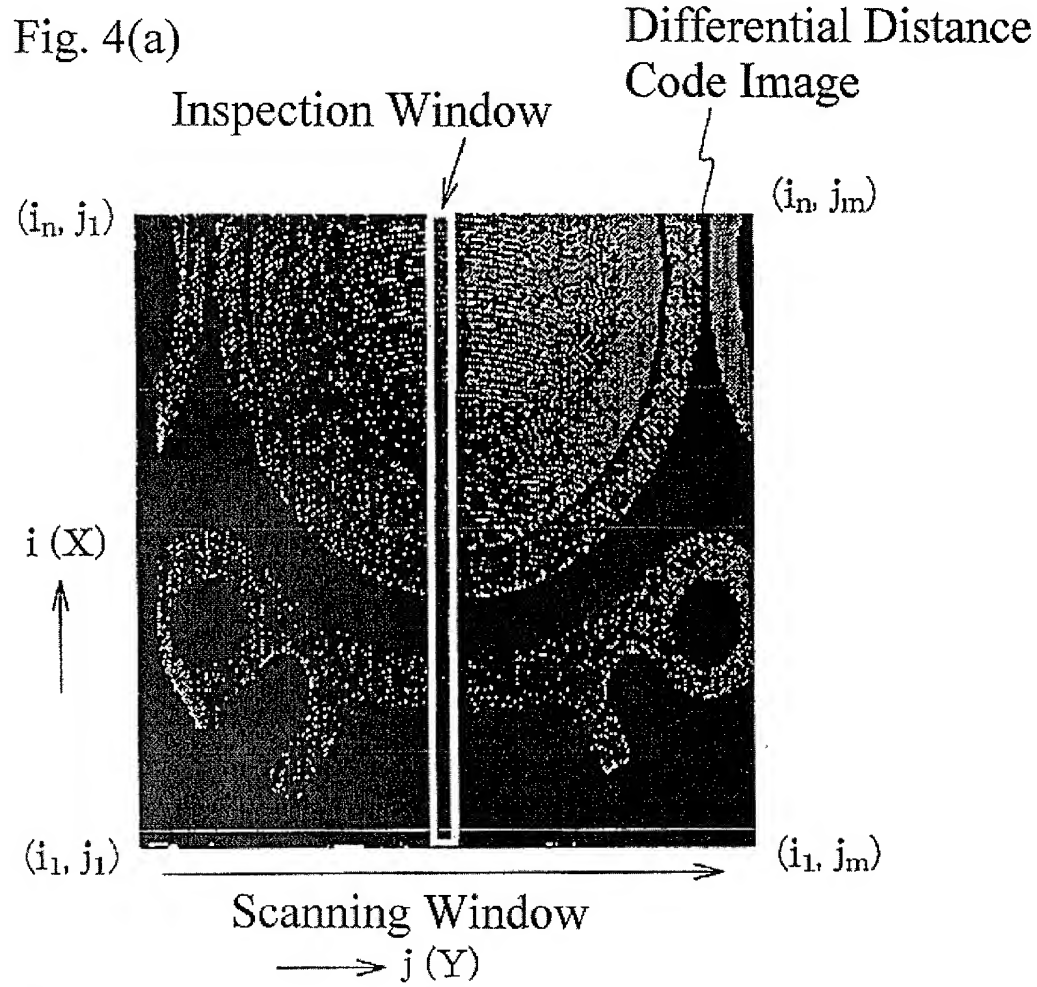 Fig. 4(a)
Differential Distance
Code Image
Inspection Window
(iₙ, j₁)
(iₙ, jₘ)
i (X)
(i₁, j₁)
(i₁, jₘ)
Scanning Window
j (Y)